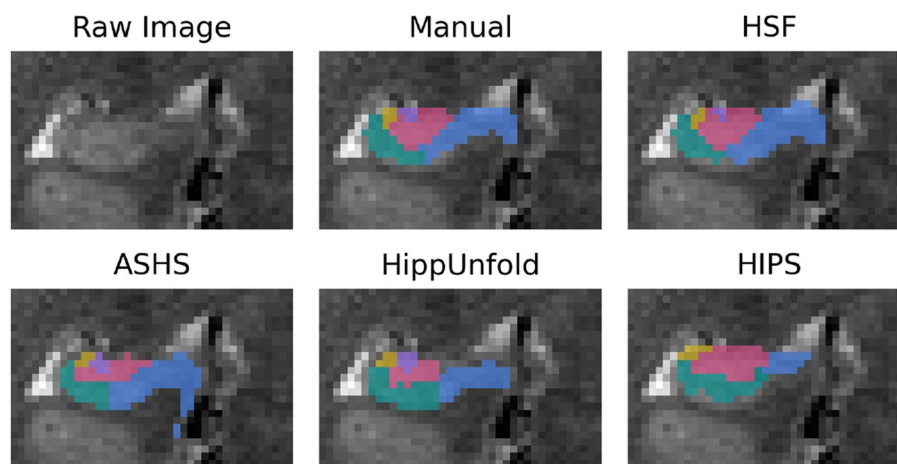 Raw Image
Manual
HSF
ASHS
HippUnfold
HIPS